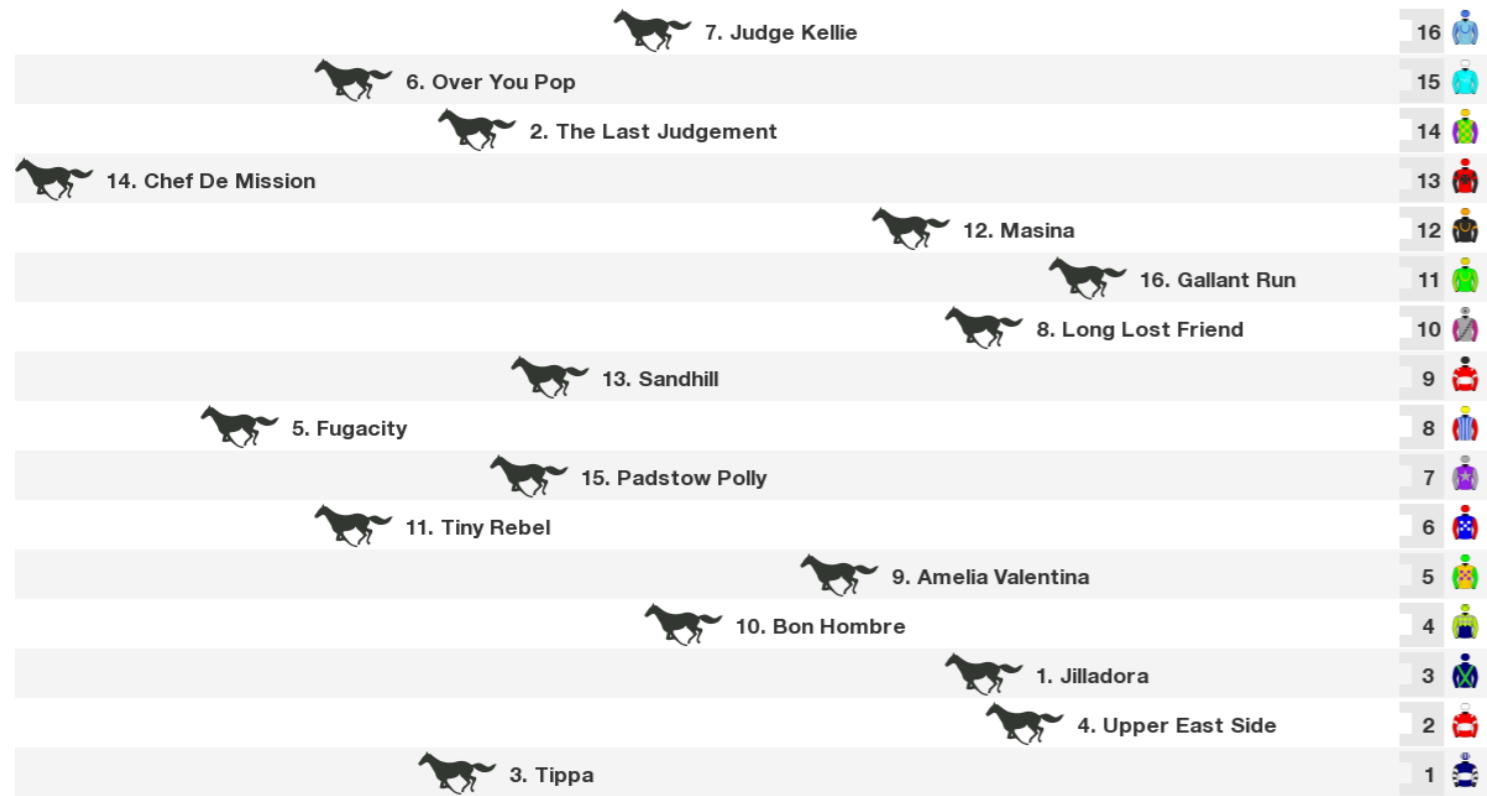 7. Judge Kellie 16
6. Over You Pop 15
2. The Last Judgement 14
14. Chef De Mission 13
12. Masina 12
16. Gallant Run 11
8. Long Lost Friend 10
13. Sandhill 9
5. Fugacity 8
15. Padstow Polly 7
11. Tiny Rebel 6
9. Amelia Valentina 5
10. Bon Hombre 4
1. Jilladora 3
4. Upper East Side 2
3. Tippa 1